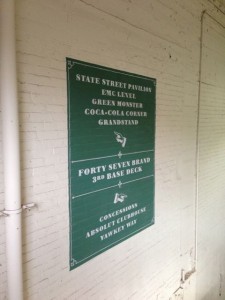 STATE STREET PAVILION
EMC LEVEL
GREEN MONSTER
COCA-COLA CORNER
GRANDSTAND
FORTY SEVEN BRAND
3RD BASE DECK
CONCESSIONS
ABSOLUT CLUBHOUSE
YAWKEY WAY